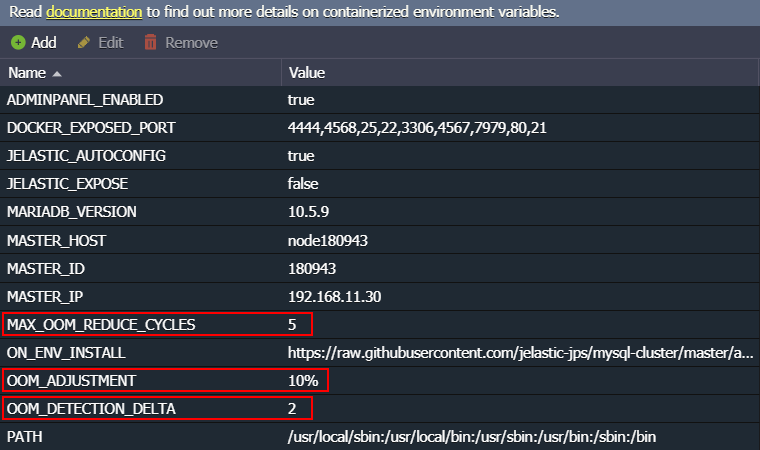 Read documentation to find out more details on containerized environment variables.
Add Edit Remove
Name Value
ADMINPANEL_ENABLED true
DOCKER_EXPOSED_PORT 4444,4568,25,22,3306,4567,7979,80,21
JELASTIC_AUTOCONFIG true
JELASTIC_EXPOSE false
MARIADB_VERSION 10.5.9
MASTER_HOST node180943
MASTER_ID 180943
MASTER_IP 192.168.11.30
MAX_OOM_REDUCE_CYCLES 5
ON_ENV_INSTALL https://raw.githubusercontent.com/jelastic-jps/mysql-cluster/master/a...
OOM_ADJUSTMENT 10%
OOM_DETECTION_DELTA 2
PATH /usr/local/sbin:/usr/local/bin:/usr/sbin:/usr/bin:/sbin:/bin